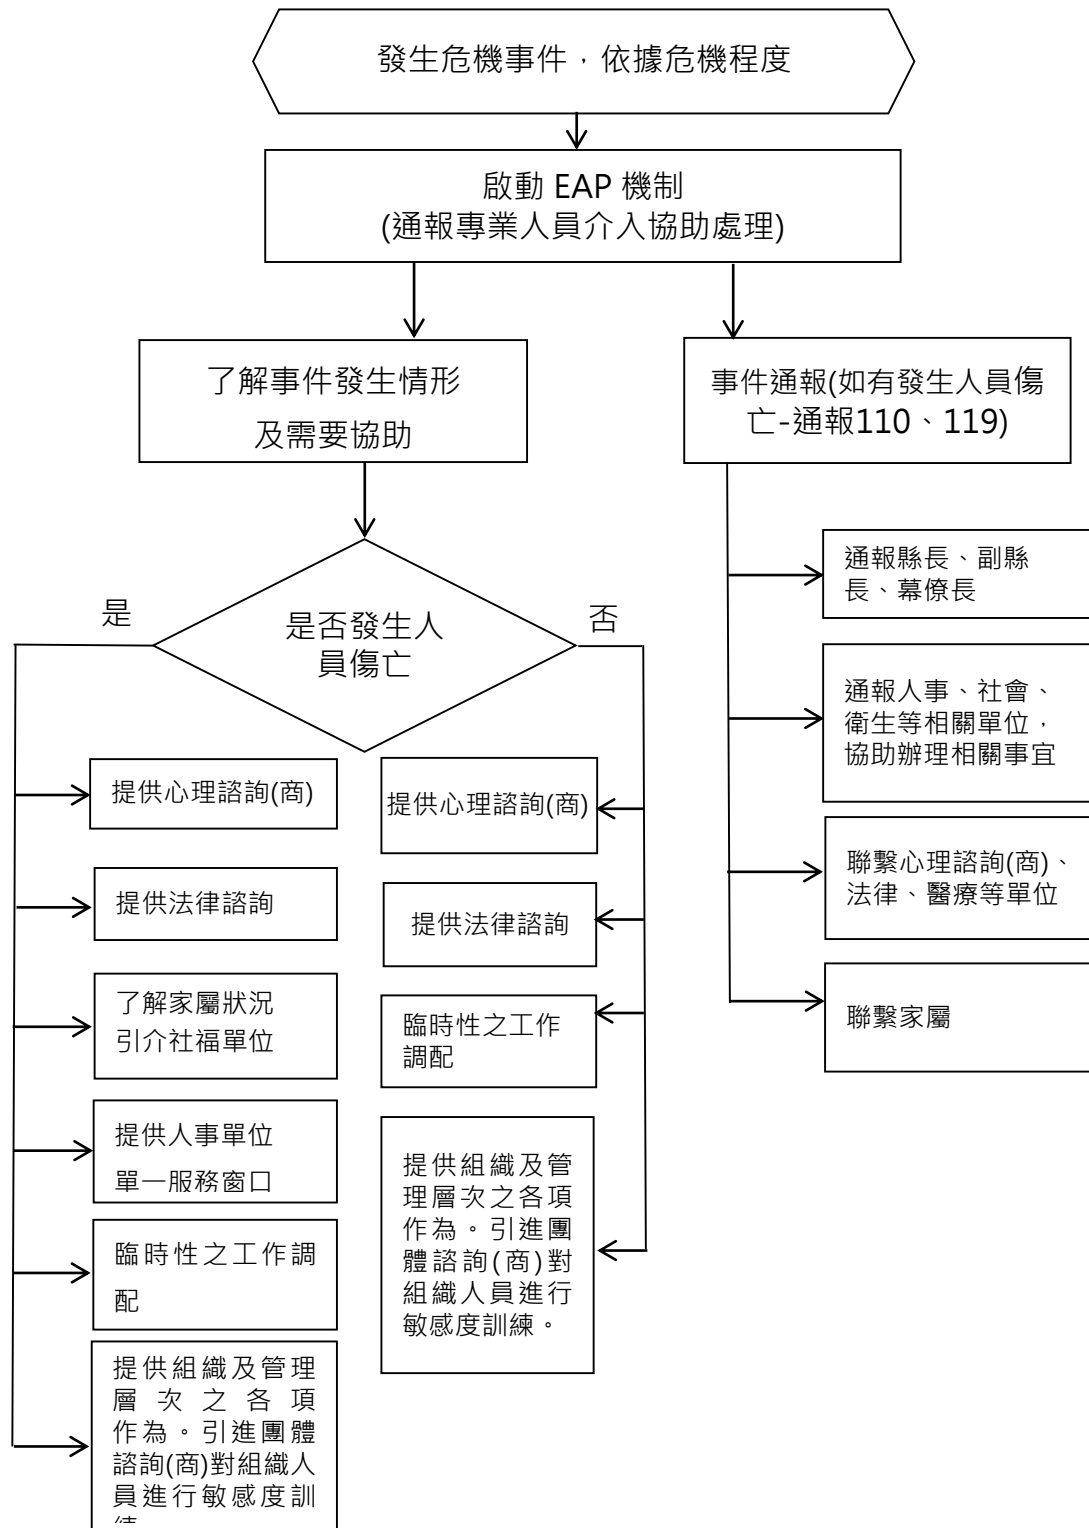 發生危機事件，依據危機程度
啟動 EAP 機制
(通報專業人員介入協助處理)
了解事件發生情形
及需要協助
事件通報(如有發生人員傷
亡-通報110、119)
是
是否發生人
員傷亡
否
提供心理諮詢(商)
提供法律諮詢
了解家屬狀況
引介社福單位
提供人事單位
單一服務窗口
臨時性之工作調
配
提供組織及管理
層次之各項
作為。引進團體
諮詢(商)對組織人
員進行敏感度訓
提供心理諮詢(商)
提供法律諮詢
臨時性之工作
調配
提供組織及管
理層次之各項
作為。引進團
體諮詢(商)對
組織人員進行
敏感度訓練。
通報縣長、副縣
長、幕僚長
通報人事、社會、
衛生等相關單位，
協助辦理相關事宜
聯繫心理諮詢(商)、
法律、醫療等單位
聯繫家屬